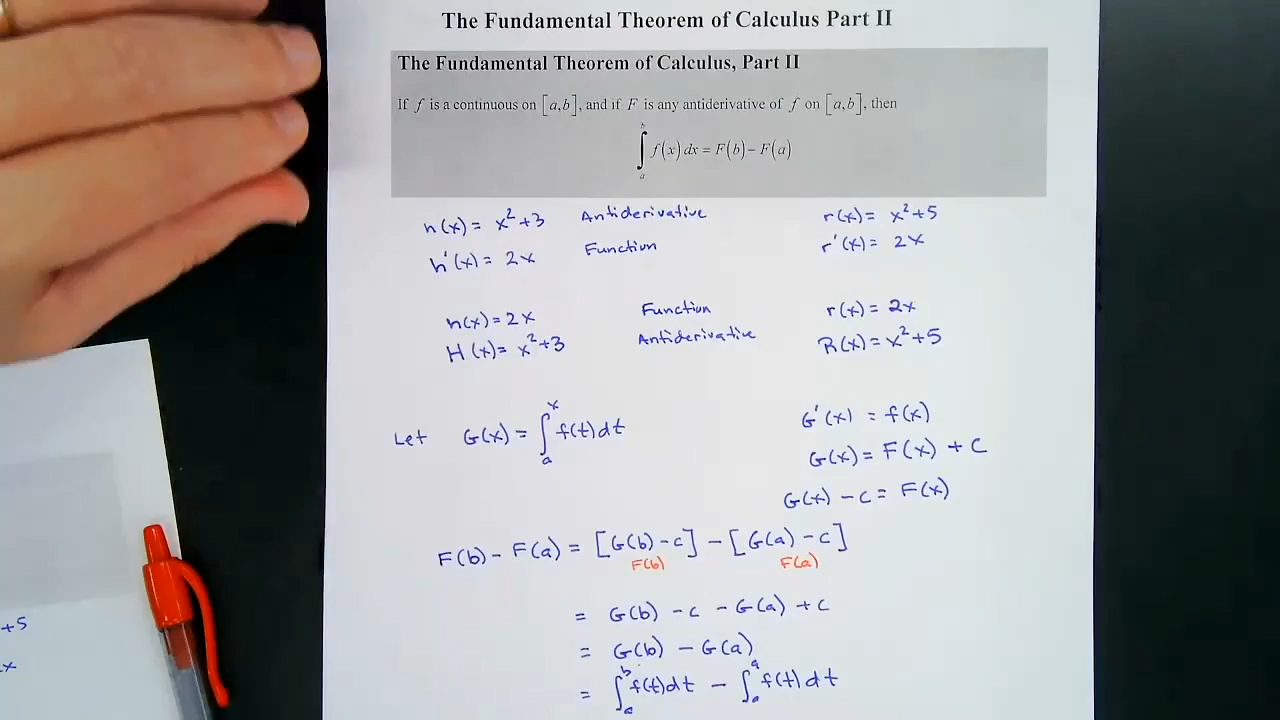 The Fundamental Theorem of Calculus Part II
The Fundamental Theorem of Calculus, Part II
If f is a continuous on [a,b], and if F is any antiderivative of f on [a,b], then
∫_a^b f(x) dx = F(b) − F(a)
h(x) = x²+3 Antiderivative r(x) = x²+5
h'(x) = 2x Function r'(x) = 2x
h(x) = 2x Function r(x) = 2x
H(x) = x²+3 Antiderivative R(x) = x²+5
Let G(x) = ∫_a^x f(t)dt G'(x) = f(x)
G(x) = F(x) + C
G(x) − c = F(x)
F(b) − F(a) = [G(b) − c] − [G(a) − c]
F(b) F(a)
= G(b) − c − G(a) + c
= G(b) − G(a)
= ∫_a^b f(t)dt − ∫_a^a f(t)dt
+5
x